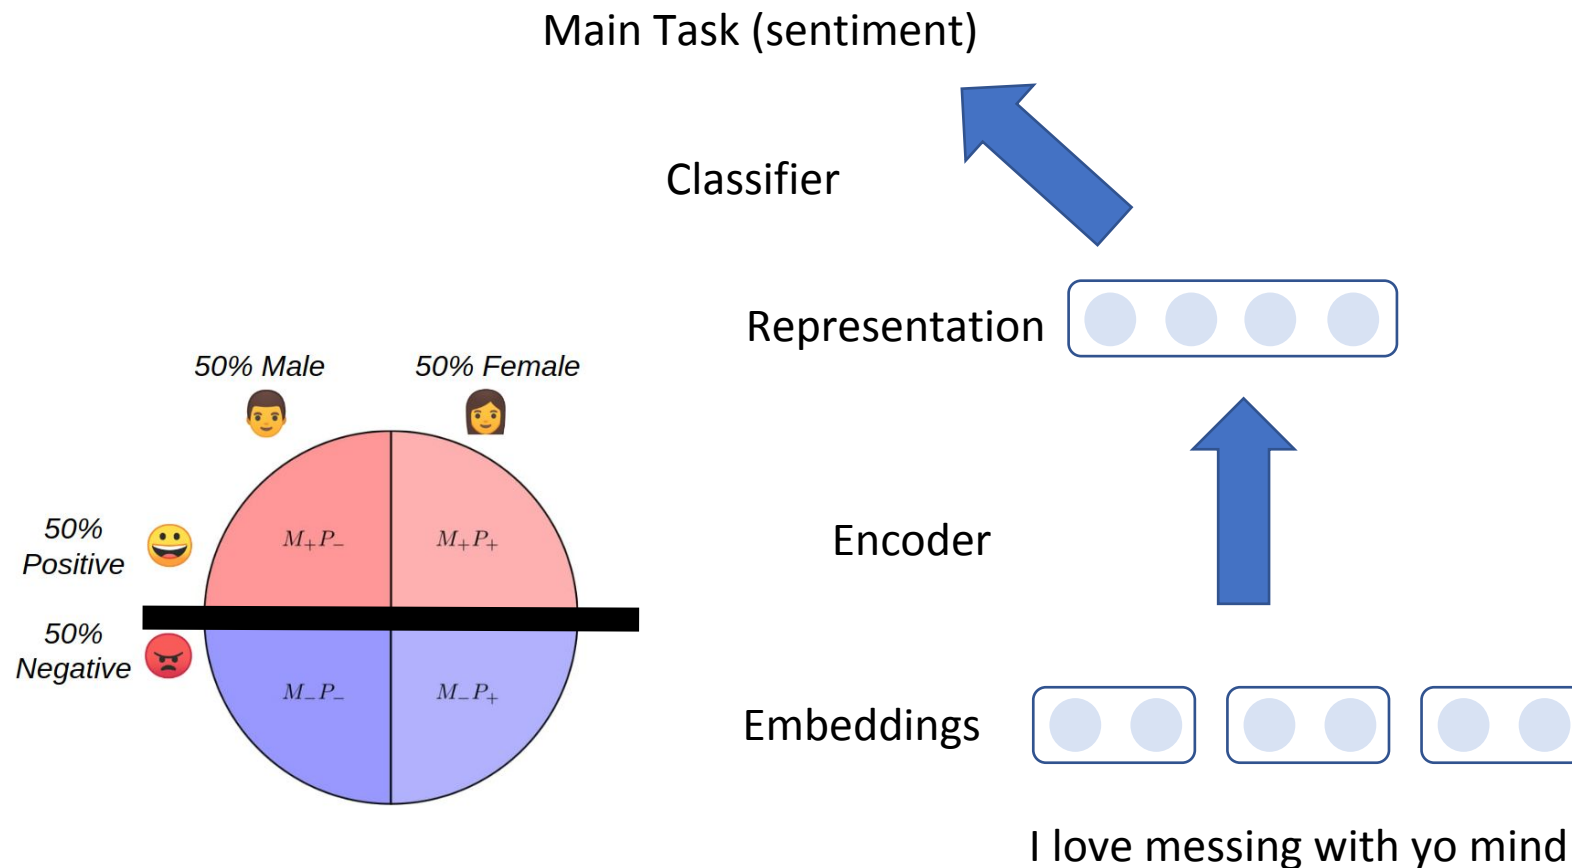 Main Task (sentiment)
Classifier
Representation
50% Male
50% Female
50%
Positive
M₊P₋
M₊P₊
Encoder
50%
Negative
M₋P₋
M₋P₊
Embeddings
I love messing with yo mind